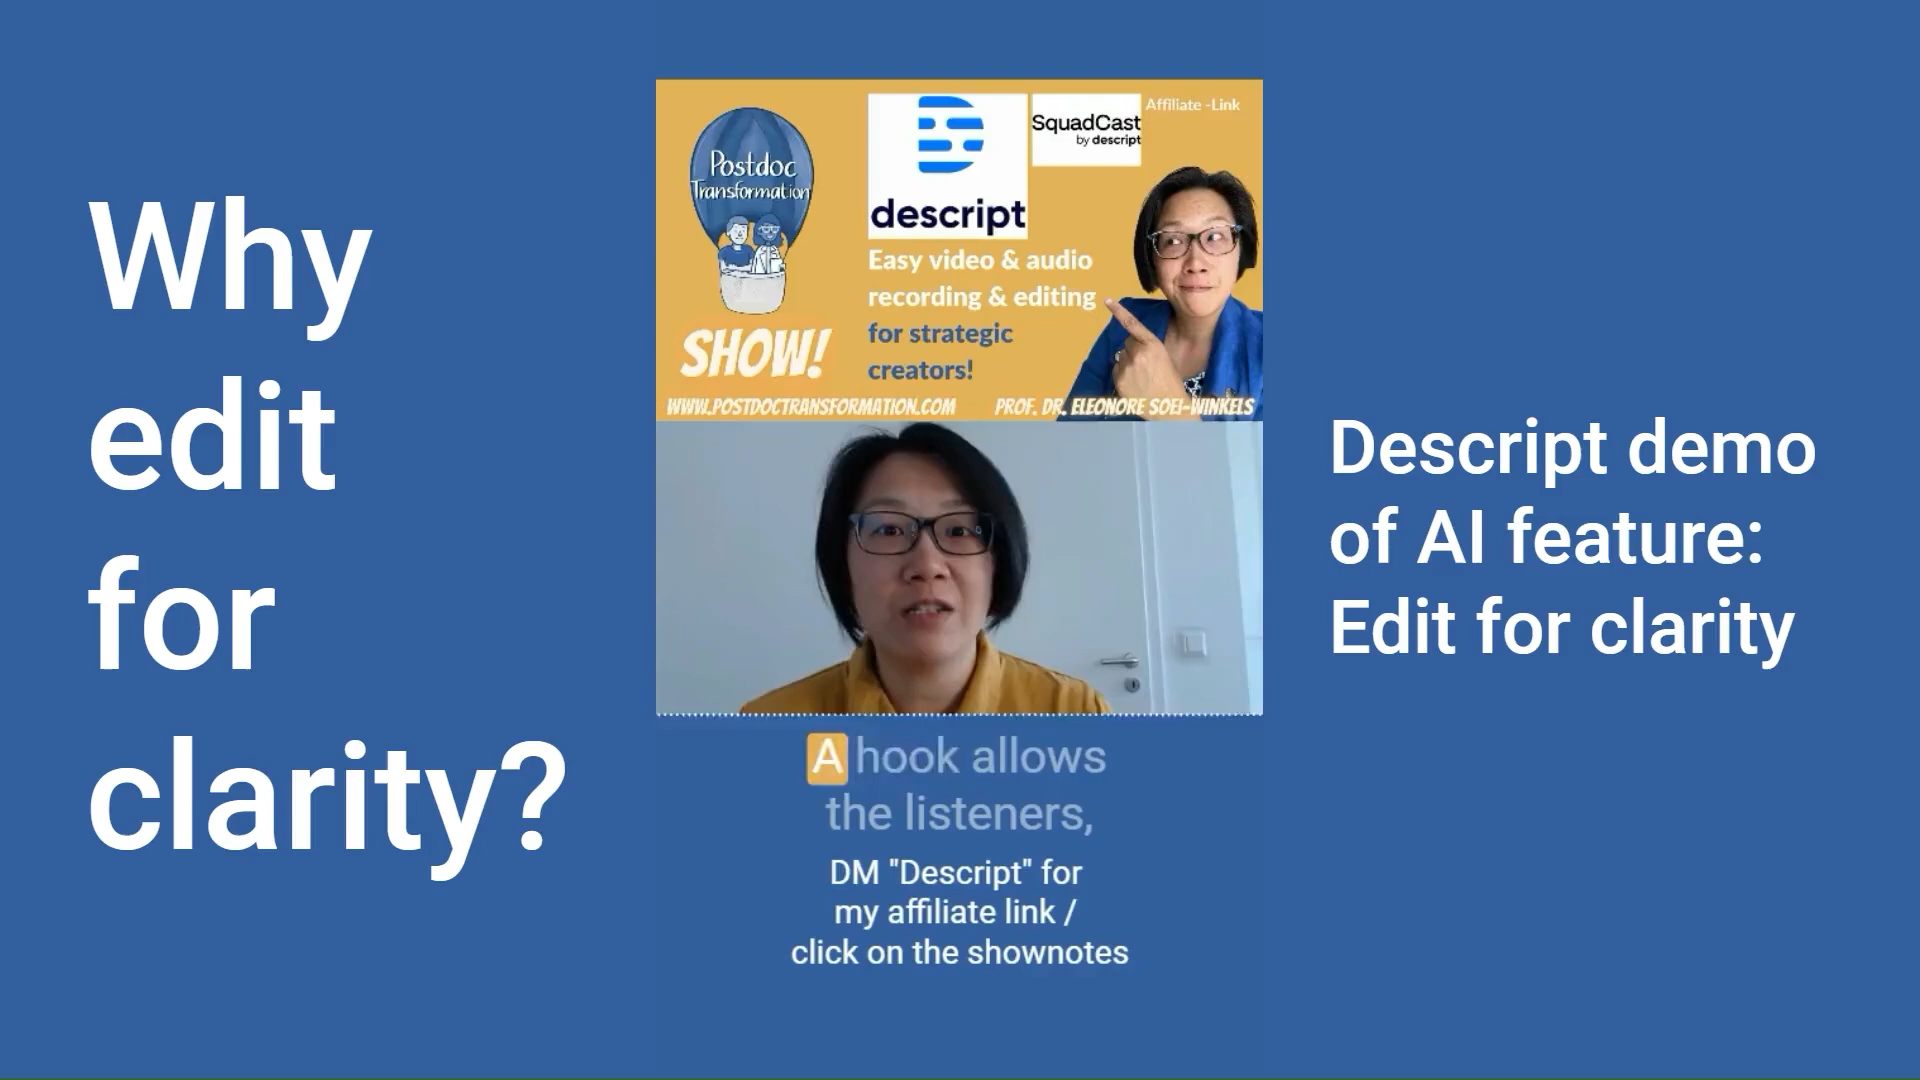 Why
edit
for
clarity?
Postdoc
Transformation
SHOW!
descript
SquadCast
by descript
Affiliate -Link
Easy video & audio
recording & editing
for strategic
creators!
WWW.POSTDOCTRANSFORMATION.COM
PROF. DR. ELEONORE SOEI-WINKELS
A hook allows
the listeners,
DM "Descript" for
my affiliate link /
click on the shownotes
Descript demo
of AI feature:
Edit for clarity